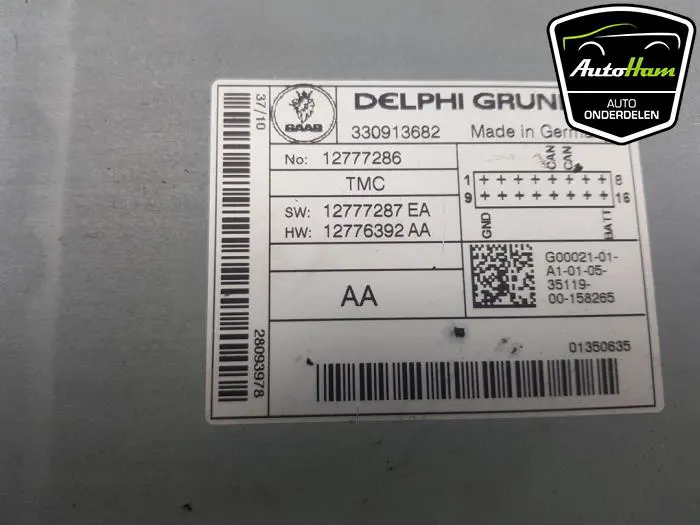 AutoHam
AUTO
ONDERDELEN
37/10
28093978
SAAB
DELPHI
330913682 Made in
No: 12777286
TMC
SW: 12777287 EA
HW: 12776392 AA
AA
CAN
CAN
1 + + + + + + + + 8
9 + + + + + + + + 16
GND
BATT
G00021-01-
A1-01-05-
35119-
00-158265
01350635